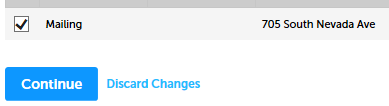 Mailing 705 South Nevada Ave
Continue Discard Changes